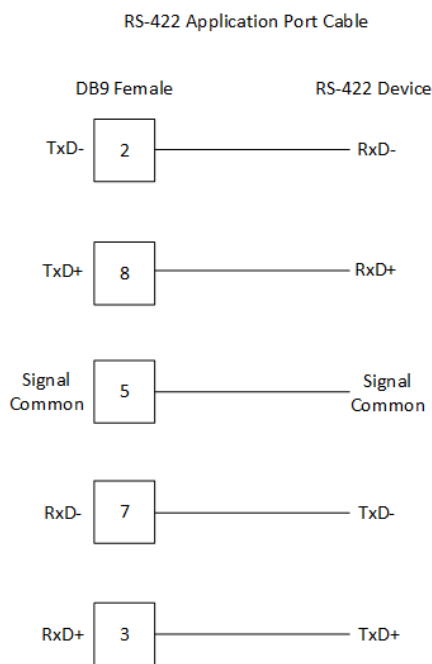 RS-422 Application Port Cable
DB9 Female RS-422 Device
TxD- 2 RxD-
TxD+ 8 RxD+
Signal
Common
5
Signal
Common
RxD- 7 TxD-
RxD+ 3 TxD+